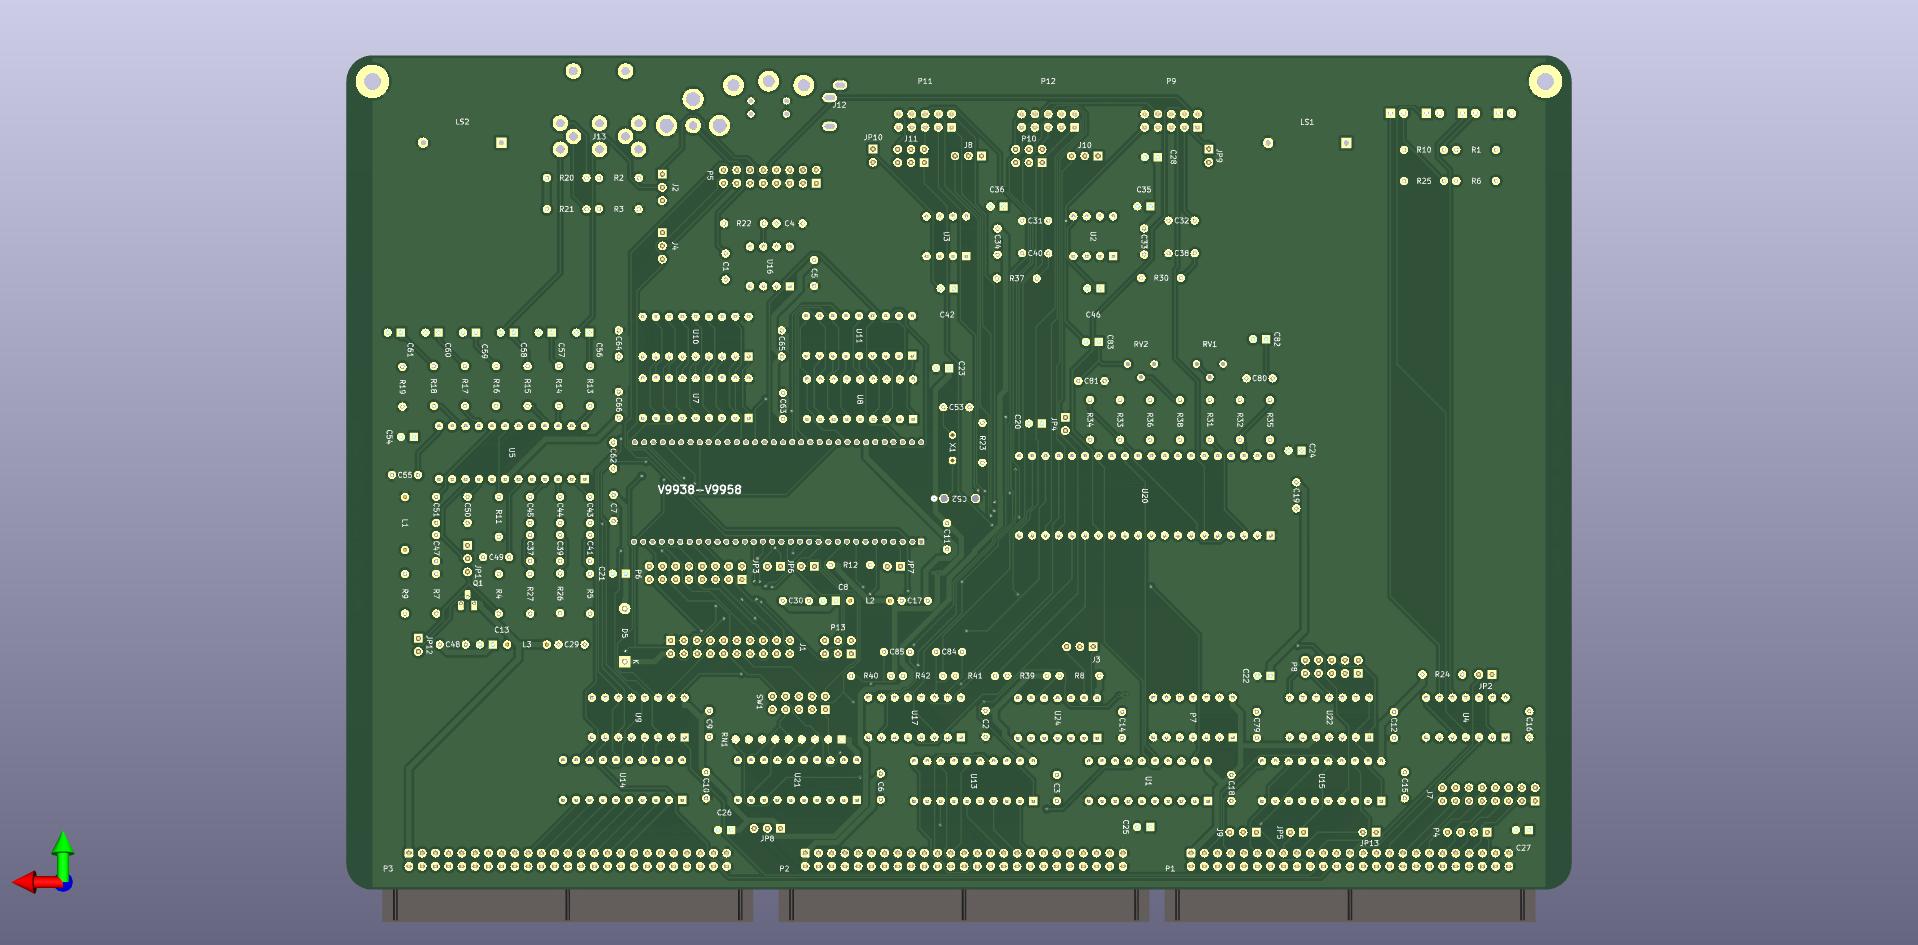 P11 P12 P9
LS2 J12 LS1
J13 JP10 J11 J8 P10 J10 C28 JP9 R10 R1
R20 R2 J2 P5 R25 R6
R21 R3 C36 C35
R22 C4 C31 C32
J4 C1 U16 C5 U3 C34 U2 C33
C40 C38
R37 R30
C42 C46
C61 C60 C59 C58 C57 C56 C64 U10 C65 U11 C83 RV2 RV1 C82
R19 R18 R17 R16 R15 R14 R13 C66 U7 C63 U8 C23 C81 C80
C53 C20 JP4 R34 R33 R36 R38 R31 R32 R35
C54 U5 C62 X1 R23 C24
C55
V9938-V9958 C52 U20 C19
L1 C51 C50 R11 C45 C44 C43 C7 C11
C47 JP1 C49 C37 C39 C41
C21 P6 JP3 JP6 R12 JP7
Q1 C8
R9 R7 R4 R27 R26 R5 C30 L2 C17
C13 D5 P13
JP12 C48 L3 C29 K J1 C85 C84 J3
R40 R42 R41 R39 R8 C22 P8 R24 JP2
SW1
U9 C9 RN1 U17 C2 U24 C14 P7 C79 U22 C12 U4 C16
U14 C10 U21 C6 U13 C3 U1 C18 U15 C15 J7
C26 JP8 C25 J9 JP5 JP13 P4 C27
P3 P2 P1